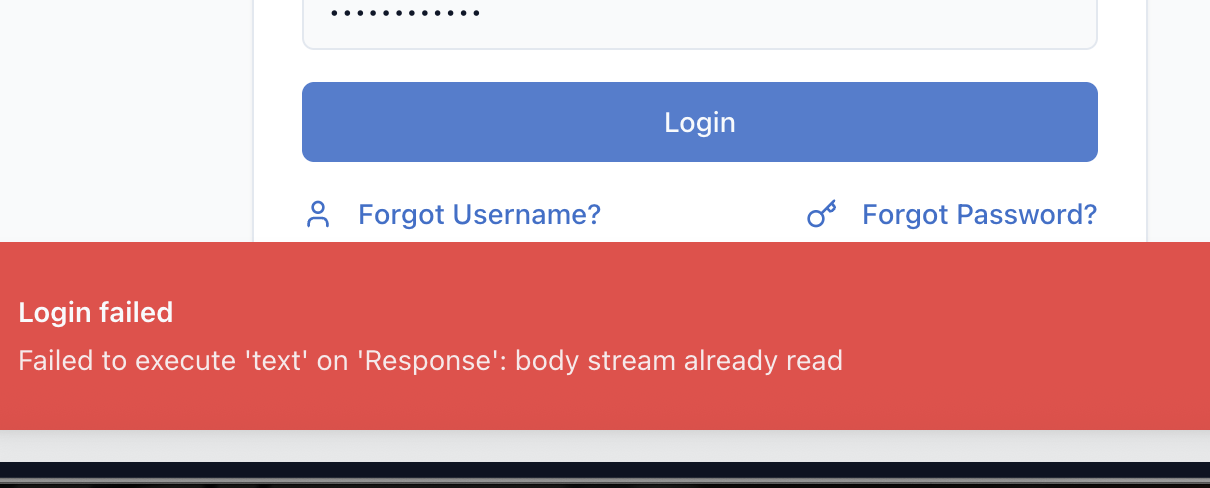 ••••••••••••
Login
Forgot Username?
Forgot Password?
Login failed
Failed to execute 'text' on 'Response': body stream already read